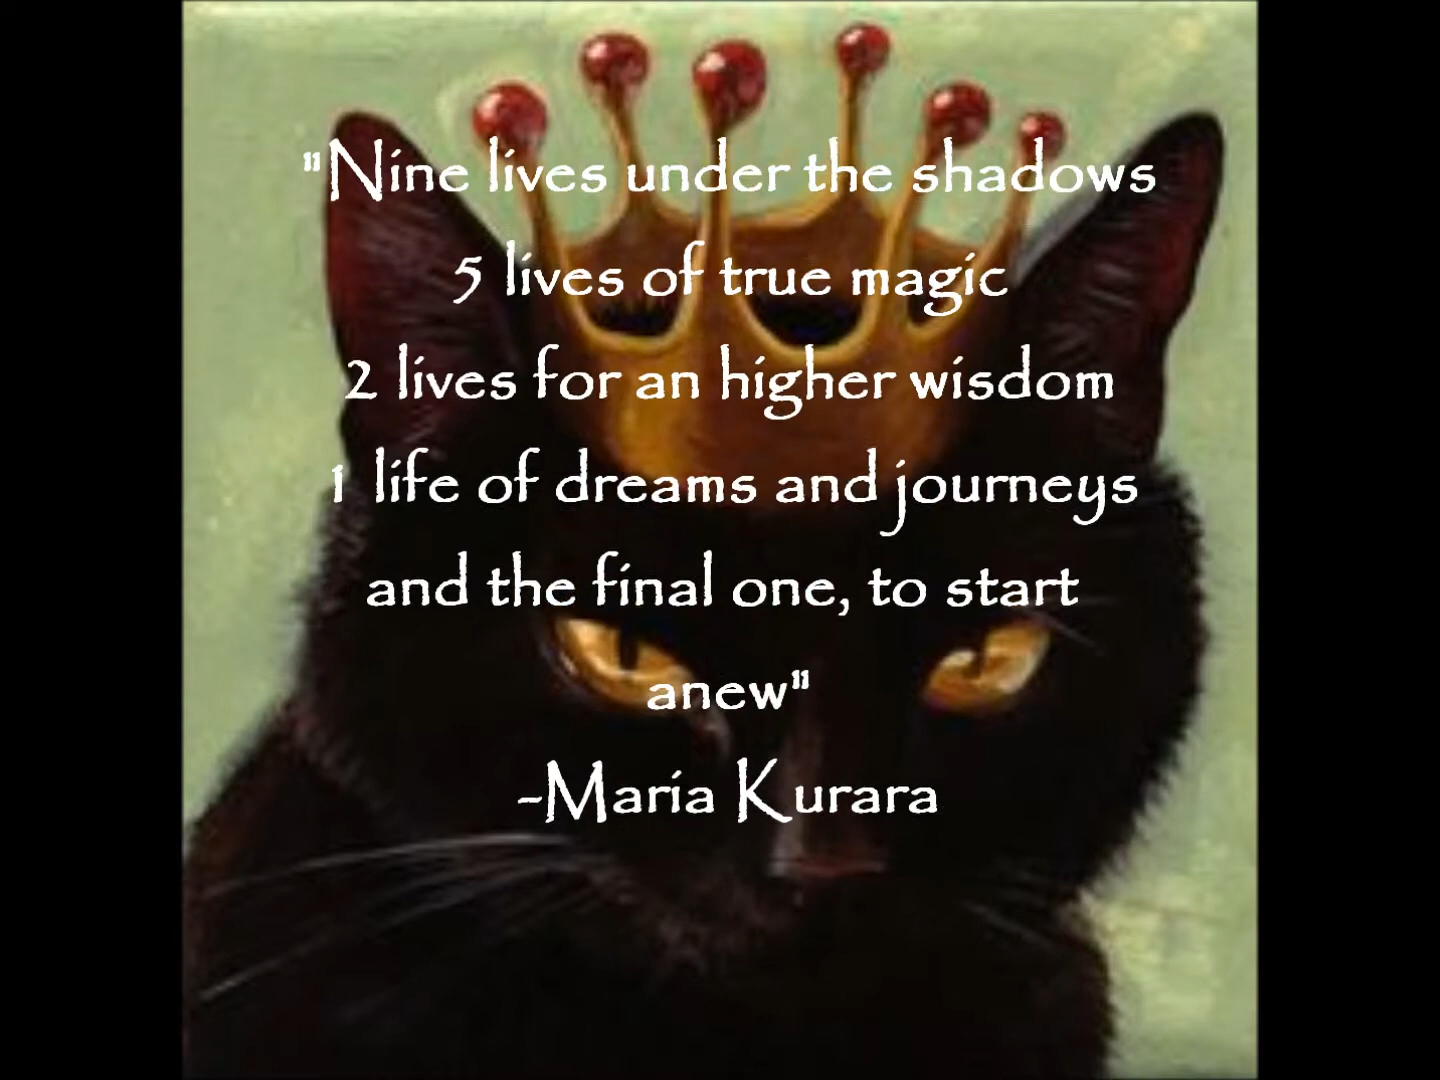 "Nine lives under the shadows
5 lives of true magic
2 lives for an higher wisdom
1 life of dreams and journeys
and the final one, to start
anew"
-Maria Kurara